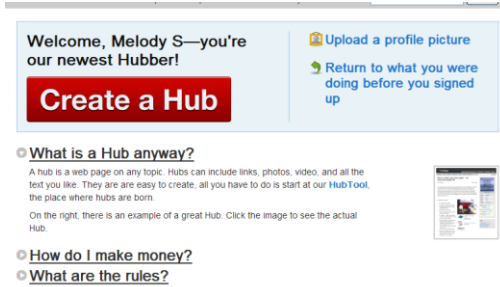 Welcome, Melody S—you're
our newest Hubber!
Create a Hub
Upload a profile picture
Return to what you were
doing before you signed
up
What is a Hub anyway?
A hub is a web page on any topic. Hubs can include links, photos, video, and all the
text you like. They are are easy to create, all you have to do is start at our HubTool,
the place where hubs are born.
On the right, there is an example of a great Hub. Click the image to see the actual
Hub.
How do I make money?
What are the rules?